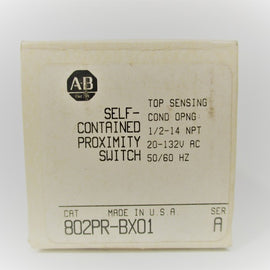 A-B
SELF-
CONTAINED
PROXIMITY
SWITCH
TOP SENSING
COND OPNG
1/2-14 NPT
20-132V AC
50/60 HZ
CAT MADE IN U.S.A. SER
802PR-BX01 A